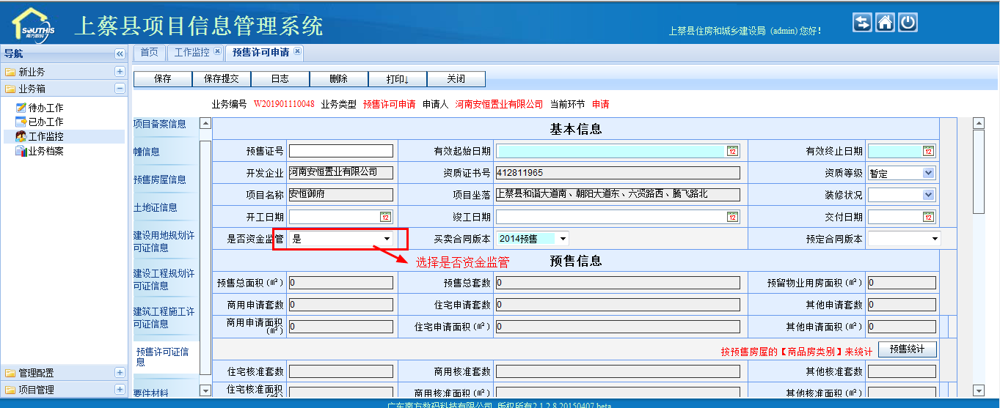 SOUTHIS
南方数码
上蔡县项目信息管理系统
上蔡县住房和城乡建设局 (admin) 您好!
导航
首页 工作监控 预售许可申请
新业务
业务箱
待办工作
已办工作
工作监控
业务档案
管理配置
项目管理
保存 保存提交 日志 删除 打印↓ 关闭
业务编号 W201901110048 业务类型 预售许可申请 申请人 河南安恒置业有限公司 当前环节 申请
项目备案信息
幢信息
预售房屋信息
土地证信息
建设用地规划许
可证信息
建设工程规划许
可证信息
建筑工程施工许
可证信息
预售许可证信
息
要件材料
基本信息
预售证号 有效起始日期 12 有效终止日期 12
开发企业 河南安恒置业有限公司 资质证书号 412811965 资质等级 暂定
项目名称 安恒御府 项目坐落 上蔡县和谐大道南、朝阳大道东、六贤路西、腾飞路北 装修状况
开工日期 12 竣工日期 12 交付日期 12
是否资金监管 是 买卖合同版本 2014预售 预定合同版本
选择是否资金监管
预售信息
预售总面积(㎡) 0 预售总套数 0 预留物业用房面积(㎡) 0
商用申请套数 0 住宅申请套数 0 其他申请套数 0
商用申请面积
(㎡) 0 住宅申请面积(㎡) 0 其他申请面积(㎡) 0
按预售房屋的【商品房类别】来统计 预售统计
住宅核准套数 商用核准套数 其他核准套数
住宅核准面积
(㎡) 商用核准面积(㎡) 其他核准面积(㎡)
广东南方数码科技有限公司 版权所有2.1.2.8.20150407.beta